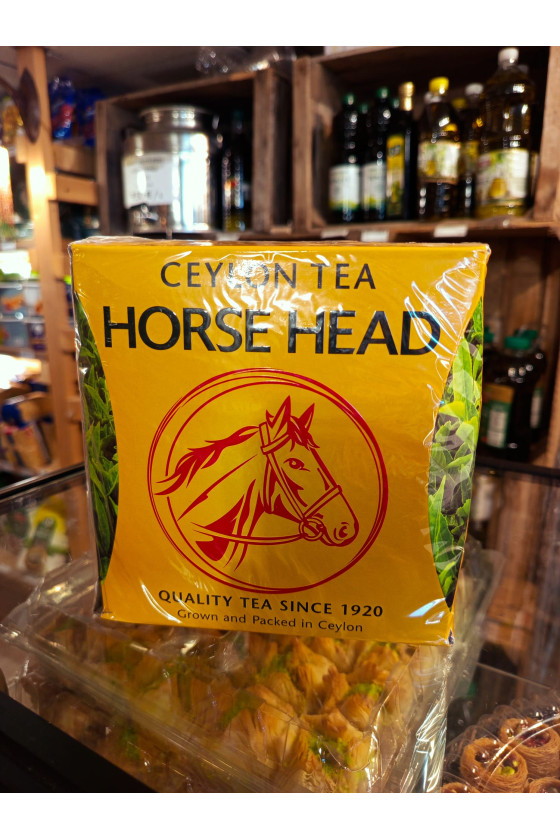 CEYLON TEA
HORSE HEAD
QUALITY TEA SINCE 1920
Grown and Packed in Ceylon